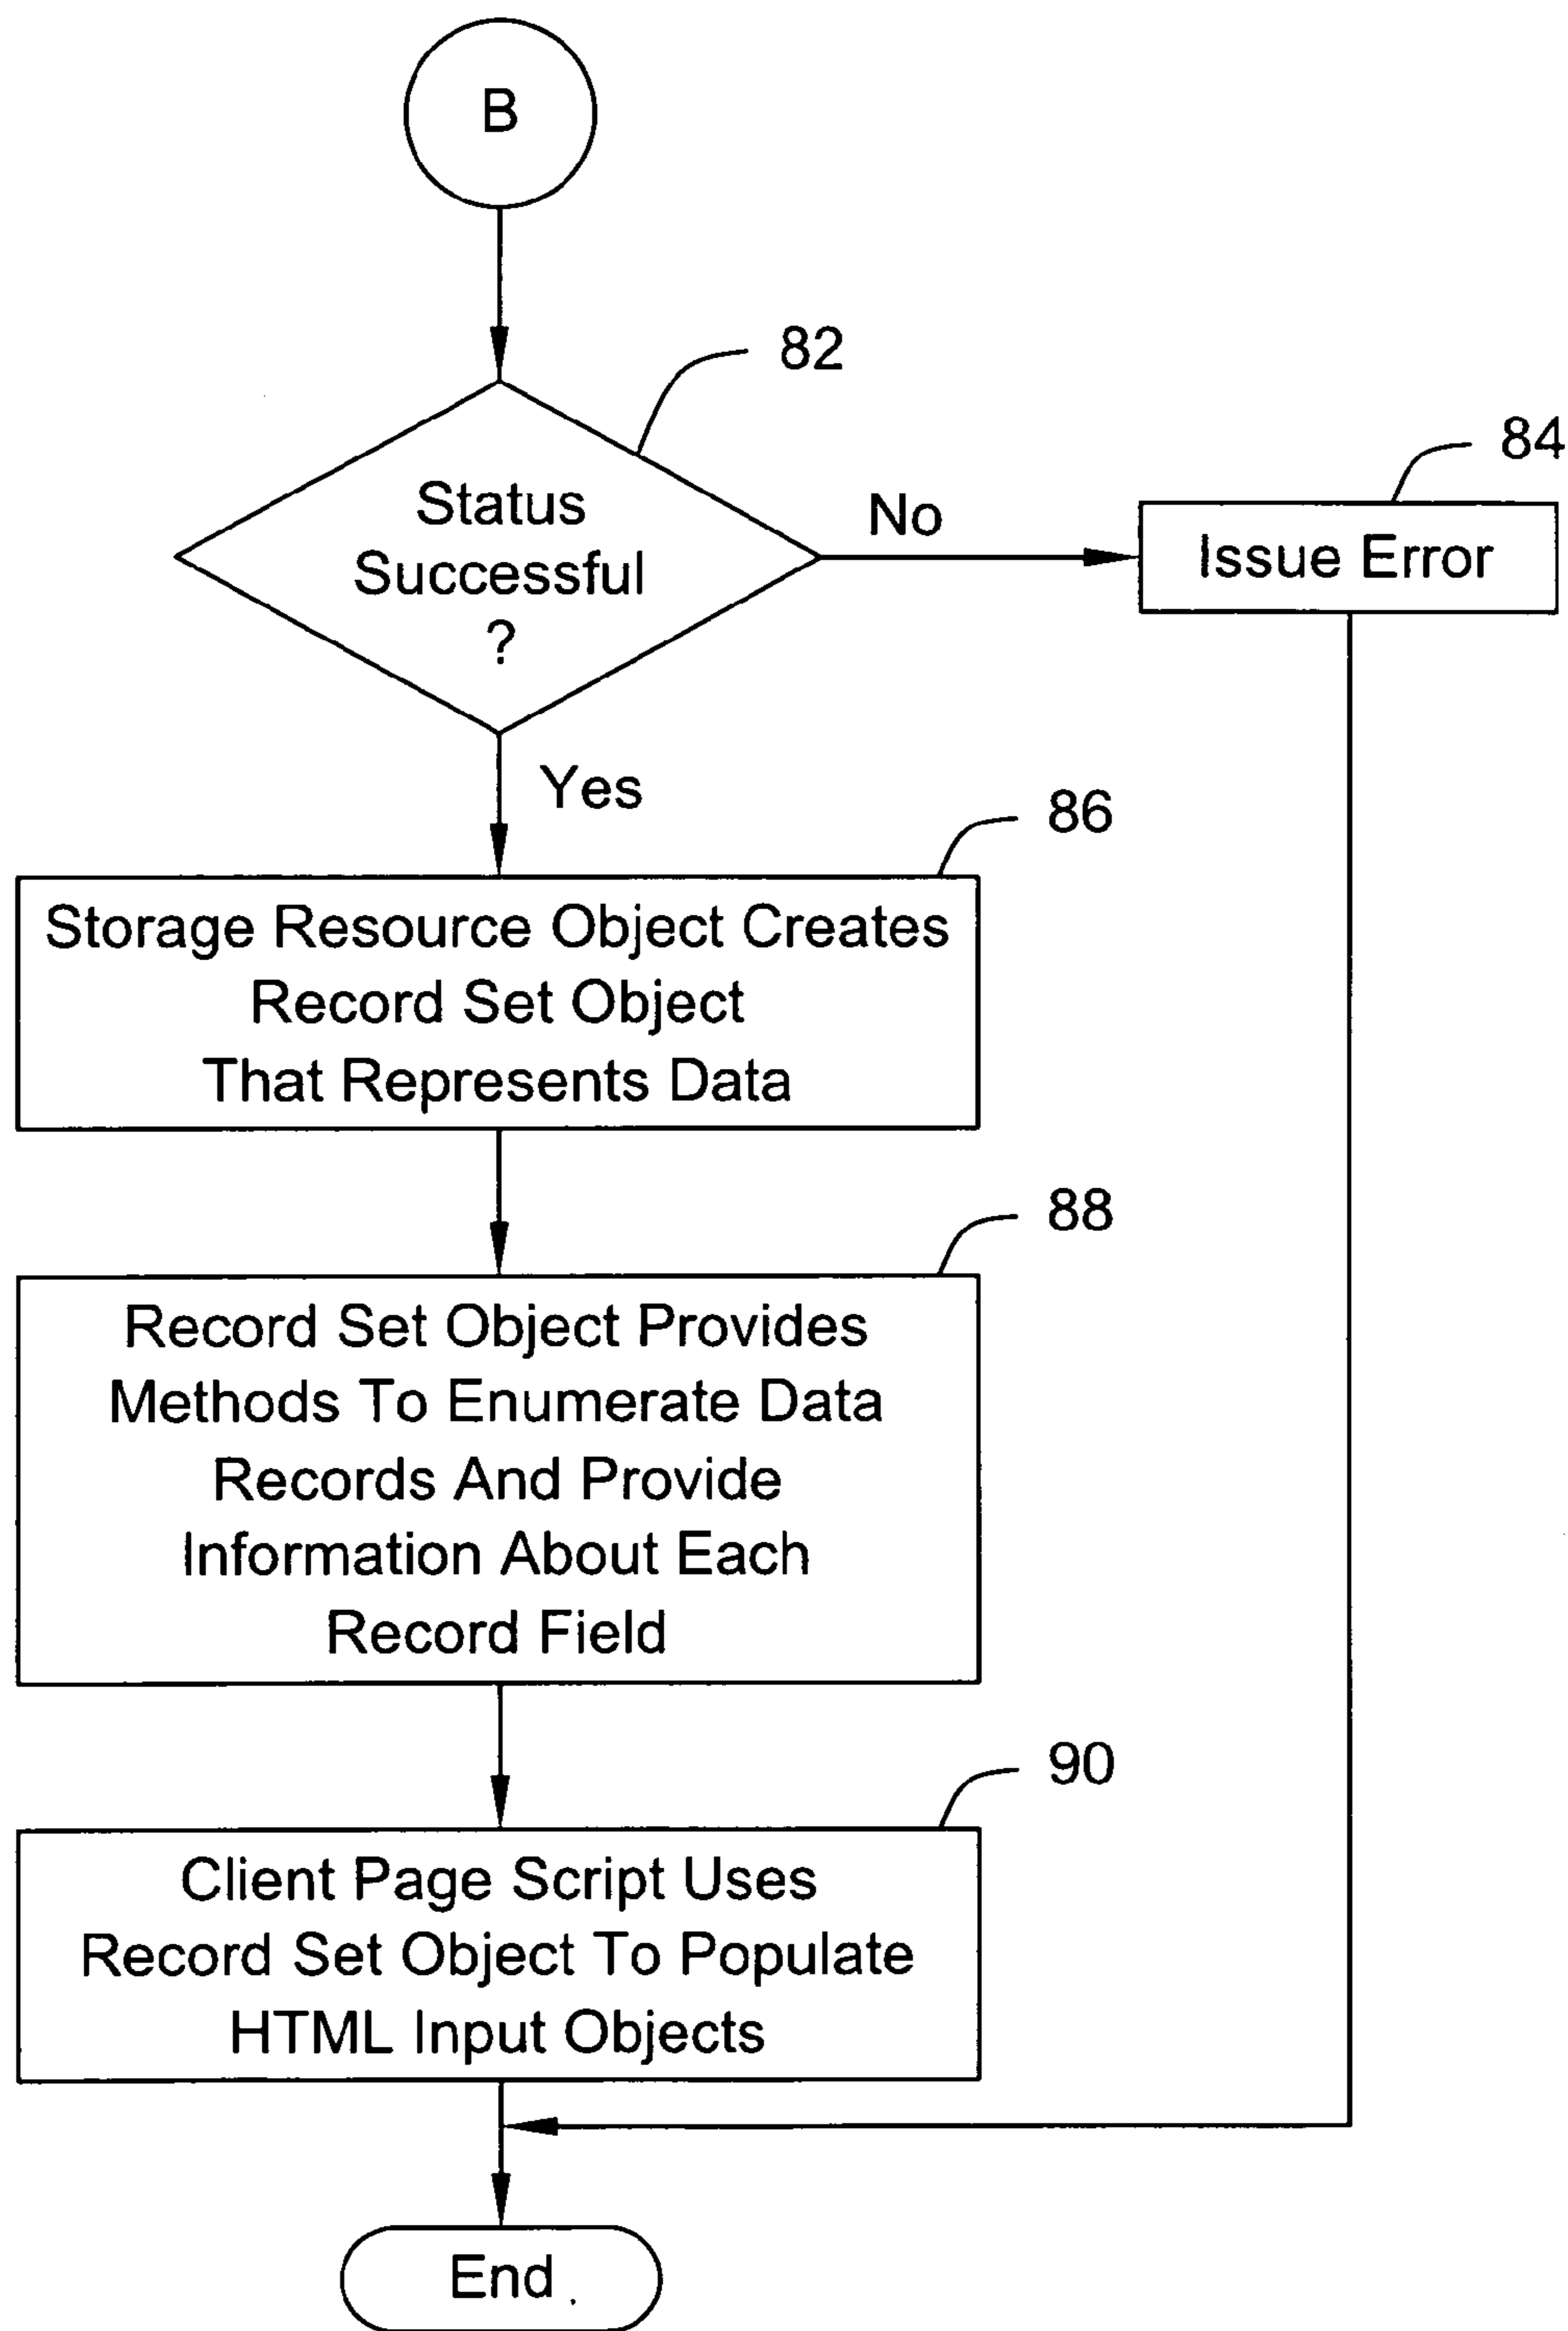 B
82
Status
Successful
?
No
84
Issue Error
Yes
86
Storage Resource Object Creates
Record Set Object
That Represents Data
88
Record Set Object Provides
Methods To Enumerate Data
Records And Provide
Information About Each
Record Field
90
Client Page Script Uses
Record Set Object To Populate
HTML Input Objects
End